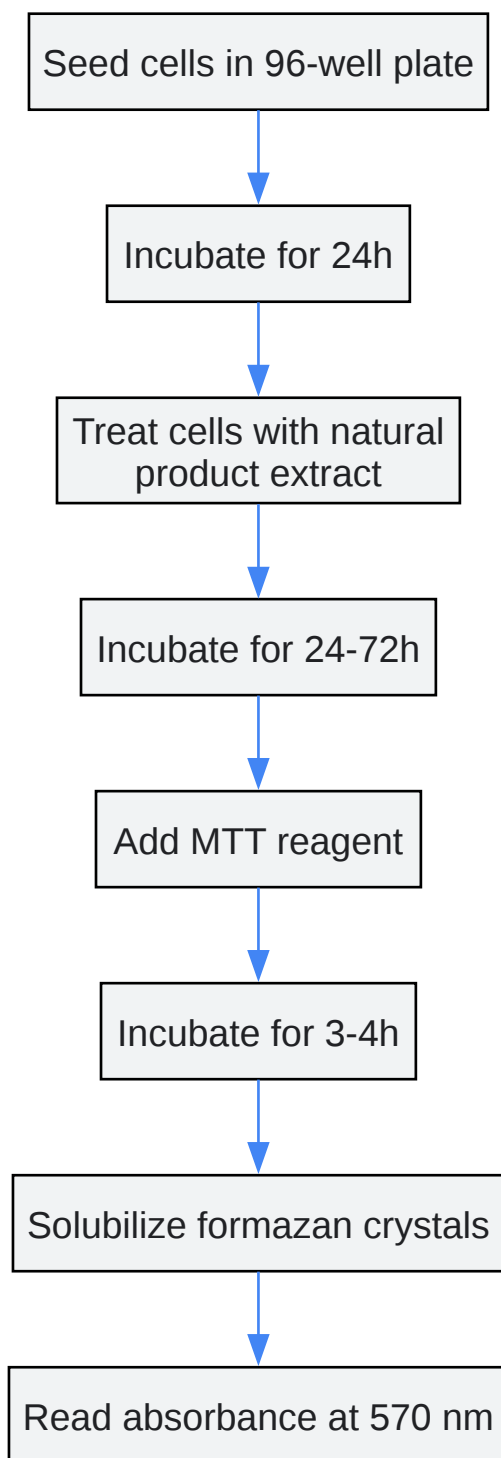 Seed cells in 96-well plate
Incubate for 24h
Treat cells with natural
product extract
Incubate for 24-72h
Add MTT reagent
Incubate for 3-4h
Solubilize formazan crystals
Read absorbance at 570 nm